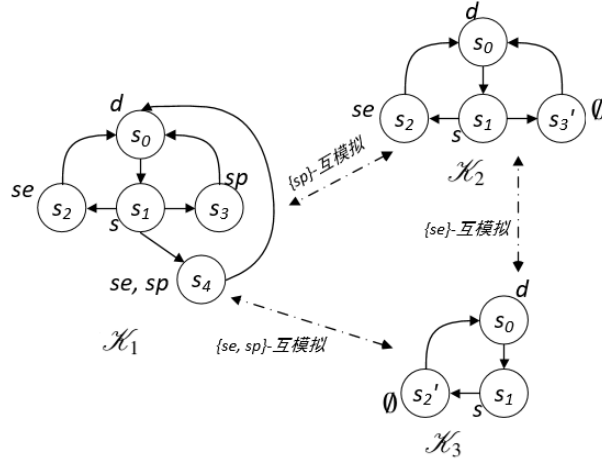 d
s₀
se
s₂
s
s₁
sp
s₃
se, sp
s₄
𝒦₁
{sp}-互模拟
d
s₀
se
s₂
s
s₁
s₃'
∅
𝒦₂
{se}-互模拟
{se, sp}-互模拟
d
s₀
∅
s₂'
s
s₁
𝒦₃